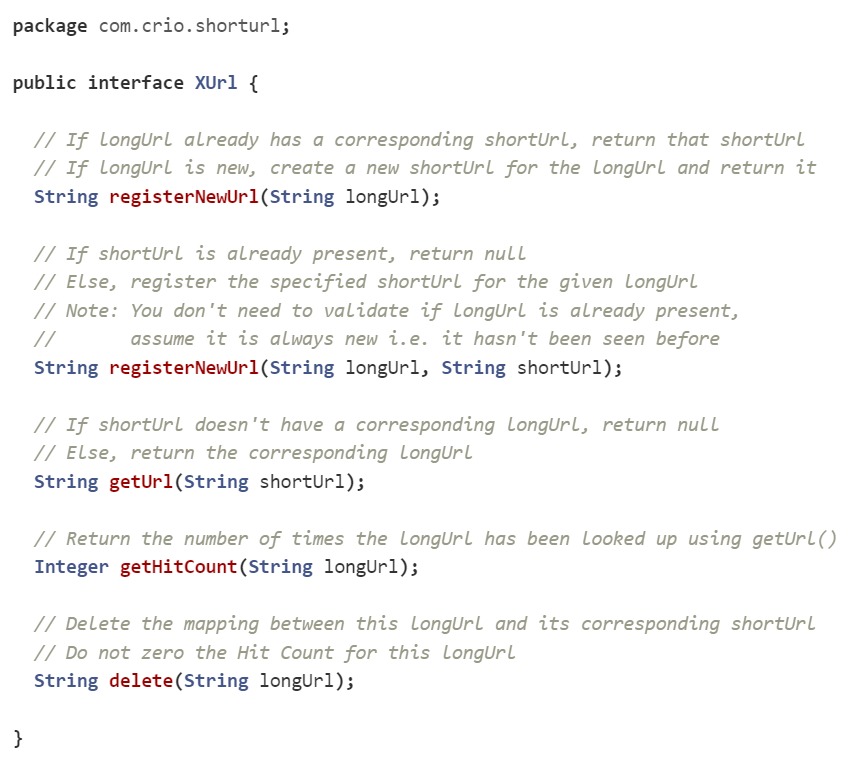 package com.crio.shorturl;
public interface XUrl {
// If longUrl already has a corresponding shortUrl, return that shortUrl
// If longUrl is new, create a new shortUrl for the longUrl and return it
String registerNewUrl(String longUrl);
// If shortUrl is already present, return null
// Else, register the specified shortUrl for the given longUrl
// Note: You don't need to validate if longUrl is already present,
//       assume it is always new i.e. it hasn't been seen before
String registerNewUrl(String longUrl, String shortUrl);
// If shortUrl doesn't have a corresponding longUrl, return null
// Else, return the corresponding longUrl
String getUrl(String shortUrl);
// Return the number of times the longUrl has been looked up using getUrl()
Integer getHitCount(String longUrl);
// Delete the mapping between this longUrl and its corresponding shortUrl
// Do not zero the Hit Count for this longUrl
String delete(String longUrl);
}